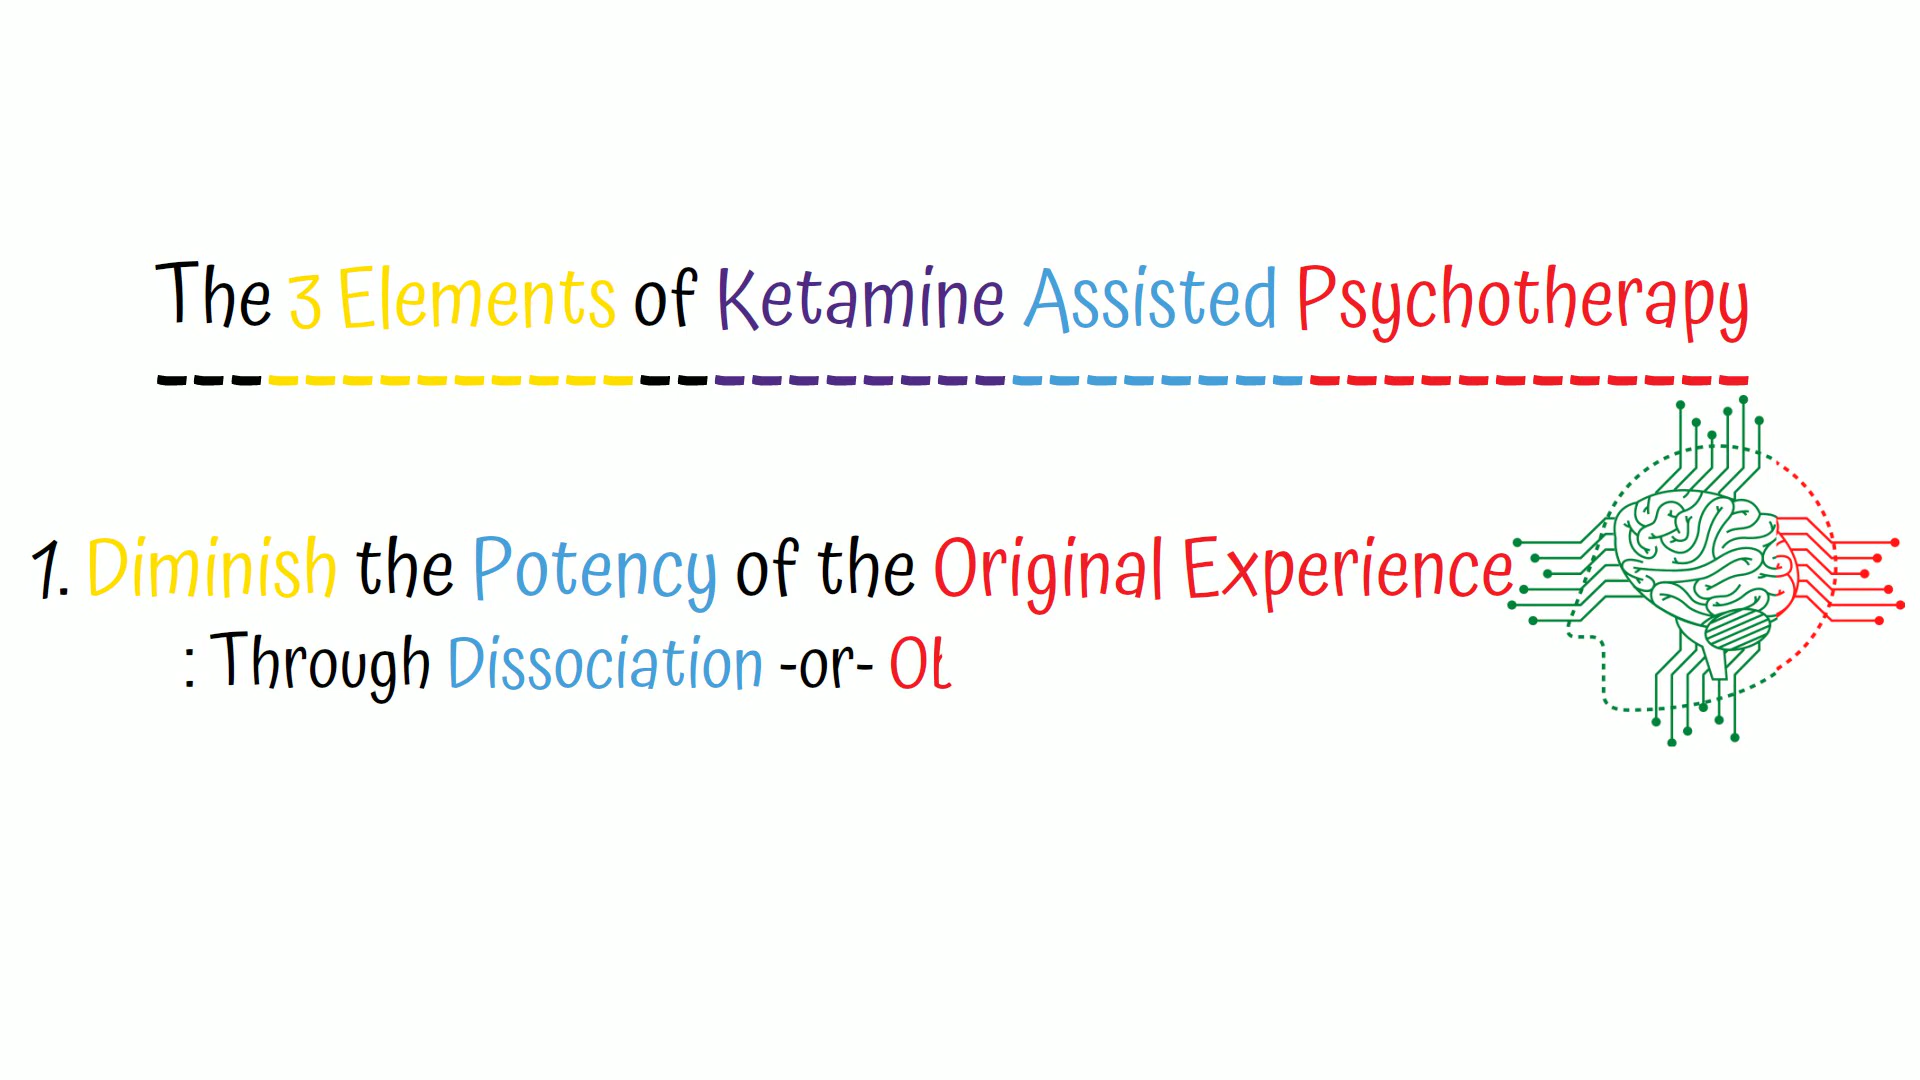 The 3 Elements of Ketamine Assisted Psychotherapy
1. Diminish the Potency of the Original Experience
: Through Dissociation -or-